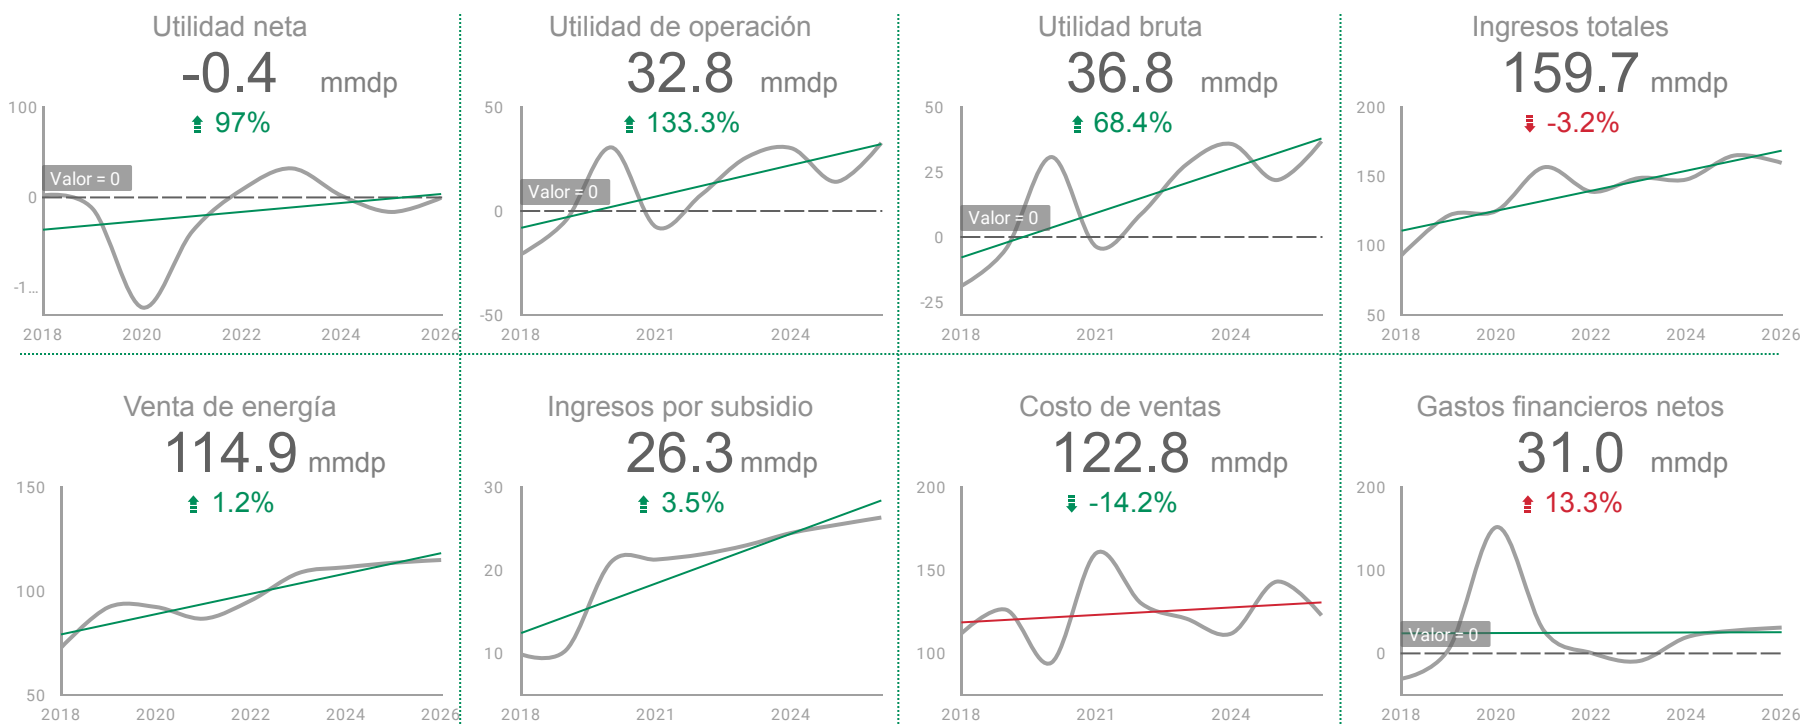 Utilidad neta
-0.4 mmdp
97%
100
Valor = 0
0
-1...
2018 2020 2022 2024 2026
Utilidad de operación
32.8 mmdp
133.3%
50
Valor = 0
0
-50
2018 2021 2024
Utilidad bruta
36.8 mmdp
68.4%
50
25
Valor = 0
0
-25
2018 2021 2024
Ingresos totales
159.7 mmdp
-3.2%
200
150
100
50
2018 2020 2022 2024 2026
Venta de energía
114.9 mmdp
1.2%
150
100
50
2018 2020 2022 2024 2026
Ingresos por subsidio
26.3 mmdp
3.5%
30
20
10
2018 2021 2024
Costo de ventas
122.8 mmdp
-14.2%
200
150
100
2018 2021 2024
Gastos financieros netos
31.0 mmdp
13.3%
200
200
100
Valor = 0
0
2018 2020 2022 2024 2026